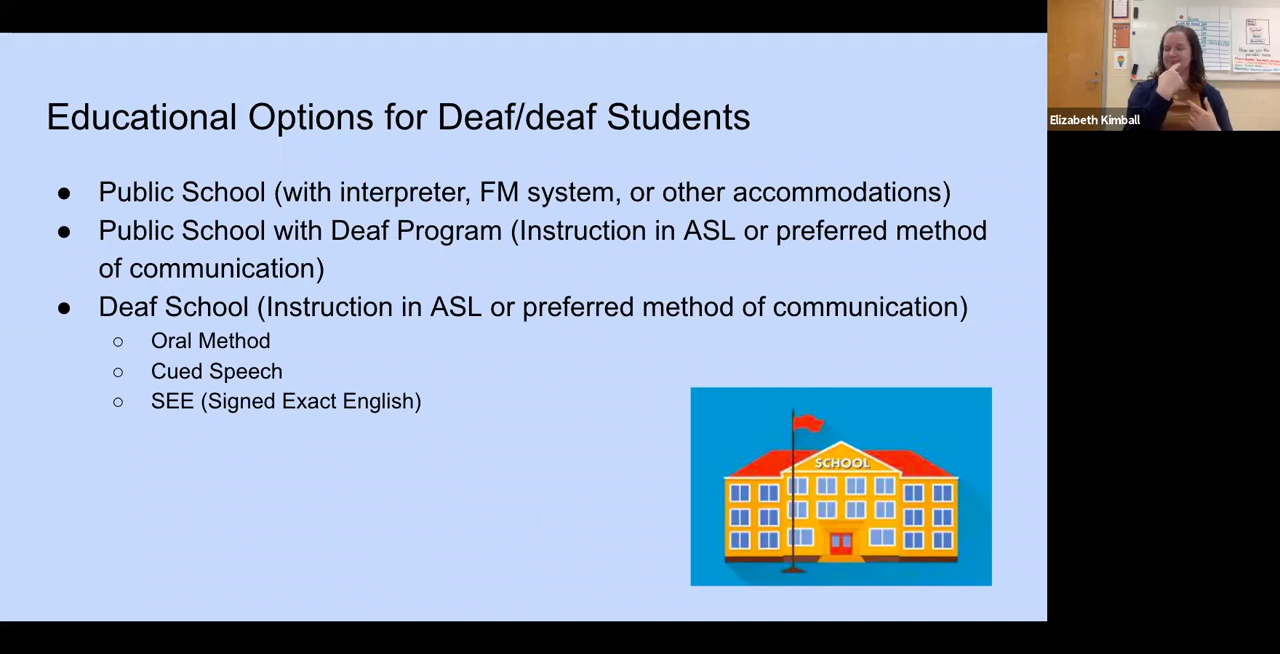 Educational Options for Deaf/deaf Students
● Public School (with interpreter, FM system, or other accommodations)
● Public School with Deaf Program (Instruction in ASL or preferred method
of communication)
● Deaf School (Instruction in ASL or preferred method of communication)
○ Oral Method
○ Cued Speech
○ SEE (Signed Exact English)
SCHOOL
Elizabeth Kimball